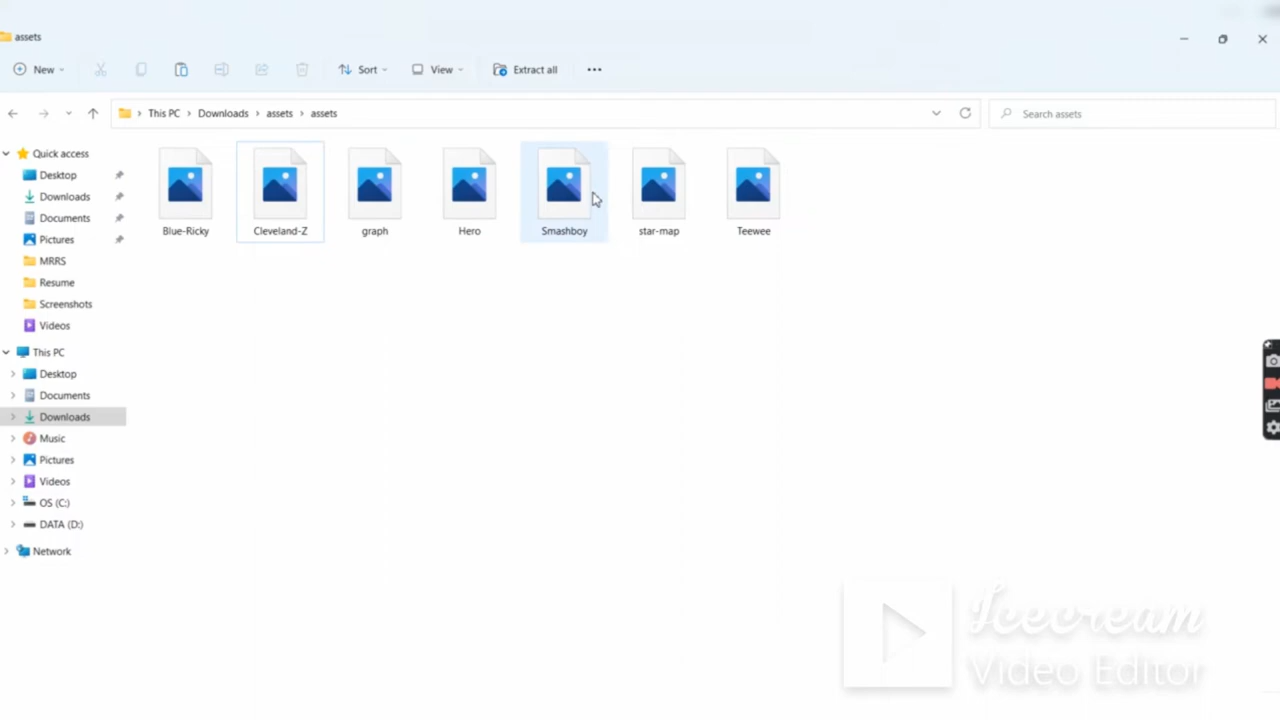 assets
New
Sort
View
Extract all
This PC > Downloads > assets > assets
Search assets
Quick access
Desktop
Downloads
Documents
Pictures
MRRS
Resume
Screenshots
Videos
This PC
Desktop
Documents
Downloads
Music
Pictures
Videos
OS (C:)
DATA (D:)
Network
Blue-Ricky
Cleveland-Z
graph
Hero
Smashboy
star-map
Teewee
Icecream
Video Editor